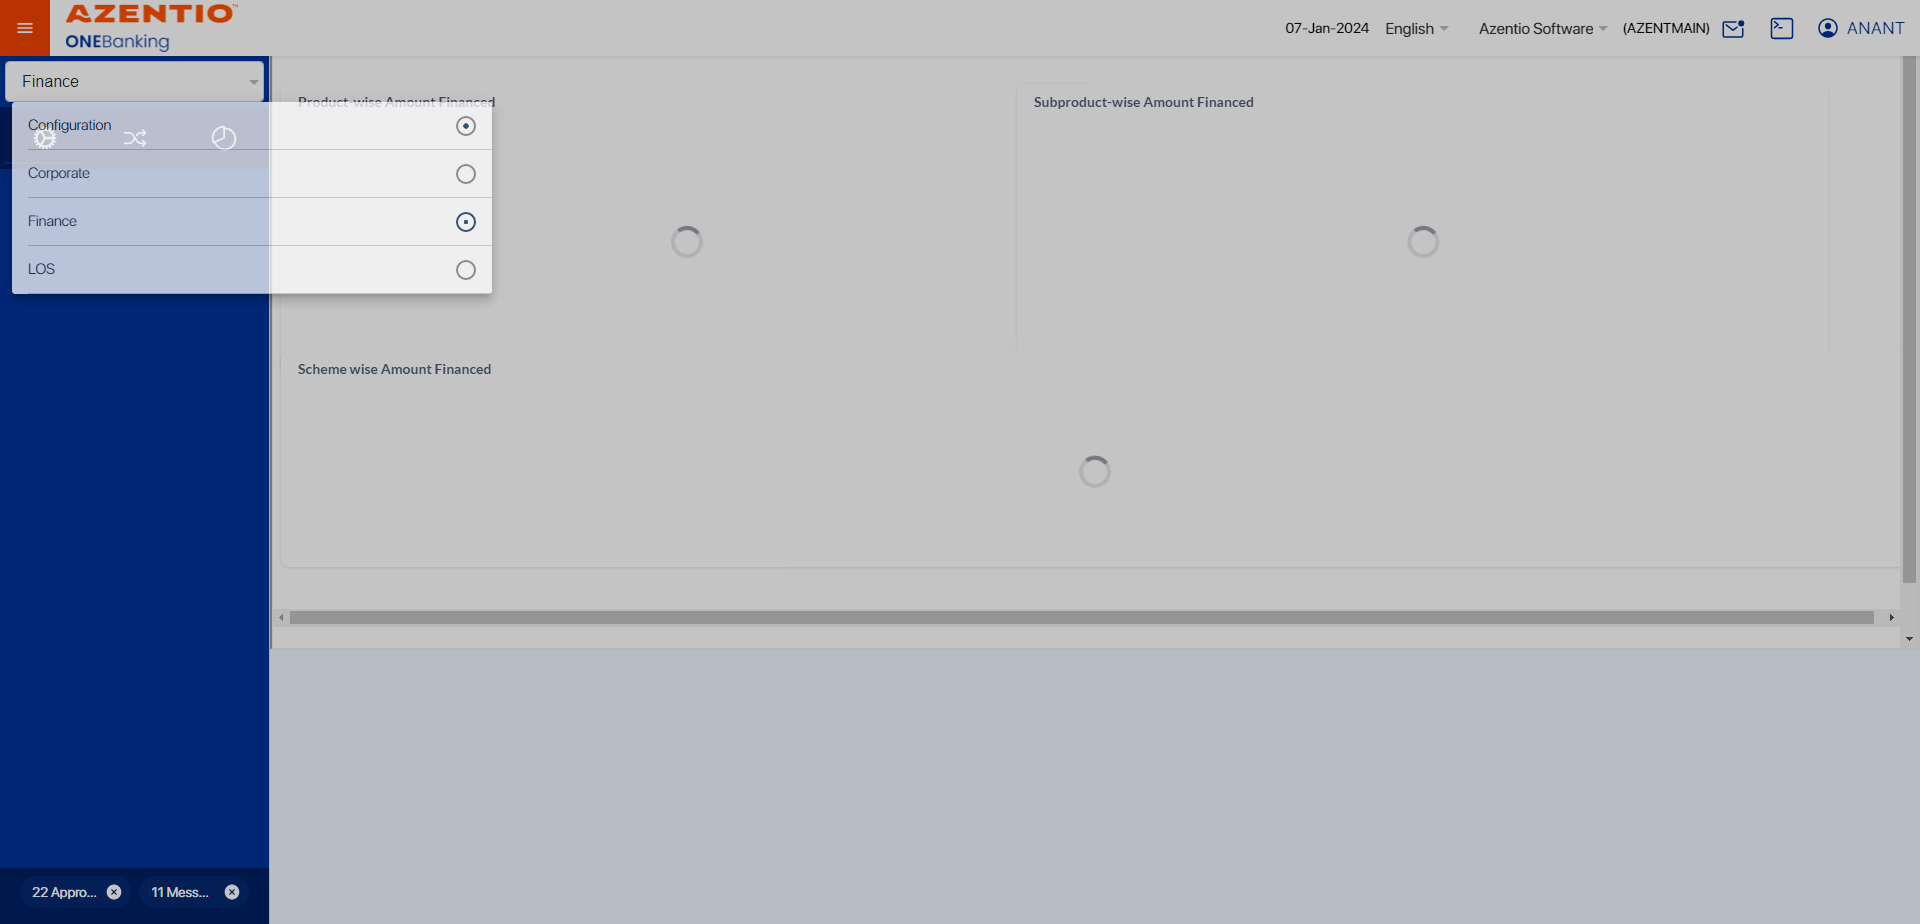 AZENTIO™
ONEBanking
07-Jan-2024
English
Azentio Software
(AZENTMAIN)
ANANT
Finance
Configuration
Corporate
Finance
LOS
Product-wise Amount Financed
Subproduct-wise Amount Financed
Scheme wise Amount Financed
22 Appro...
11 Mess...